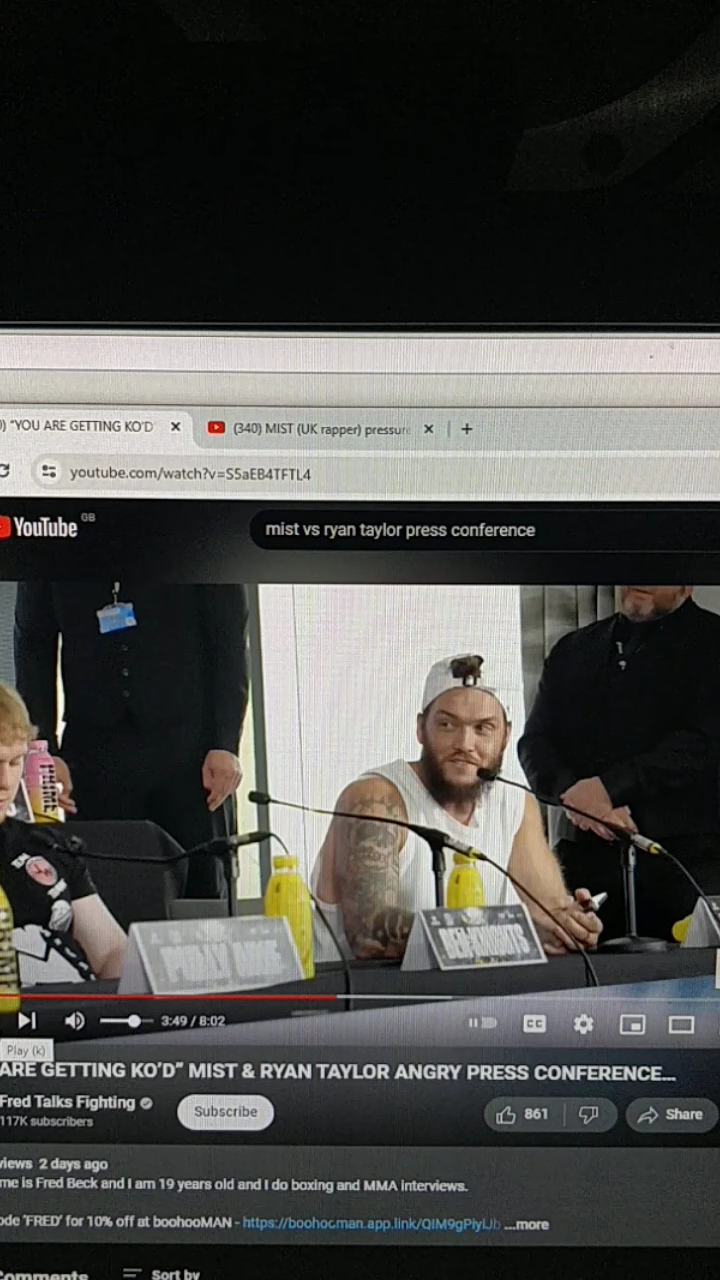 ) "YOU ARE GETTING KO'D
(340) MIST (UK rapper) pressure
youtube.com/watch?v=S5aEB4TFTL4
YouTube GB
mist vs ryan taylor press conference
PRIME
3:49 / 8:02
CC
Play (k)
ARE GETTING KO'D" MIST & RYAN TAYLOR ANGRY PRESS CONFERENCE...
Fred Talks Fighting
117K subscribers
Subscribe
861
Share
views 2 days ago
me is Fred Beck and I am 19 years old and I do boxing and MMA interviews.
ode 'FRED' for 10% off at boohooMAN - https://boohooman.app.link/ ...more
Comments
Sort by